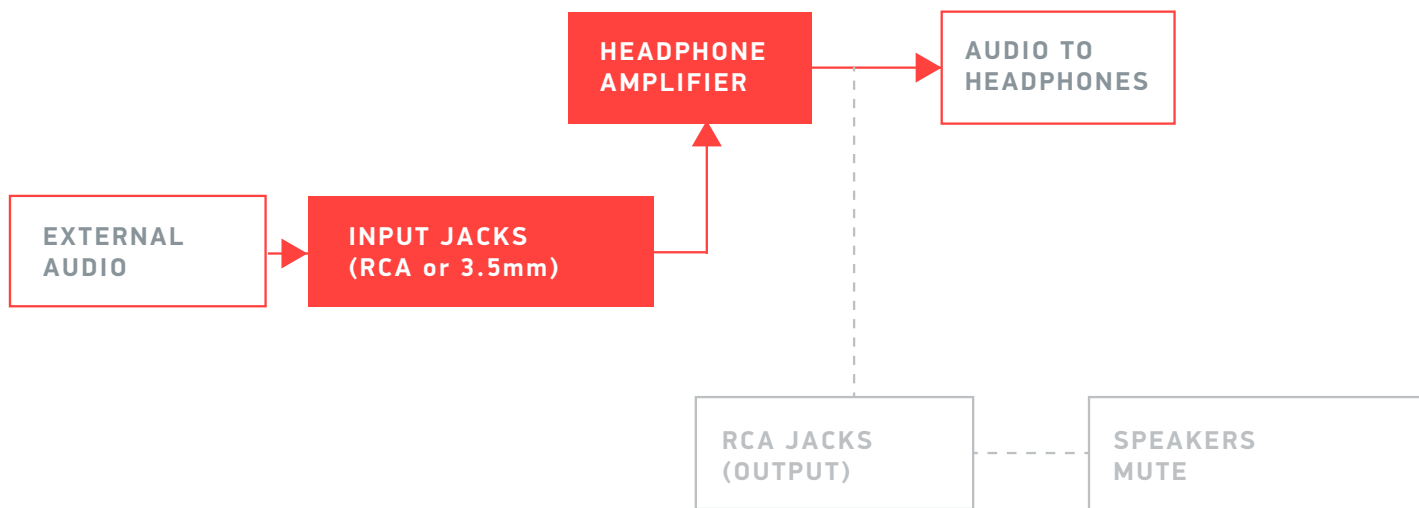 HEADPHONE
AMPLIFIER
AUDIO TO
HEADPHONES
EXTERNAL
AUDIO
INPUT JACKS
(RCA or 3.5mm)
RCA JACKS
(OUTPUT)
SPEAKERS
MUTE